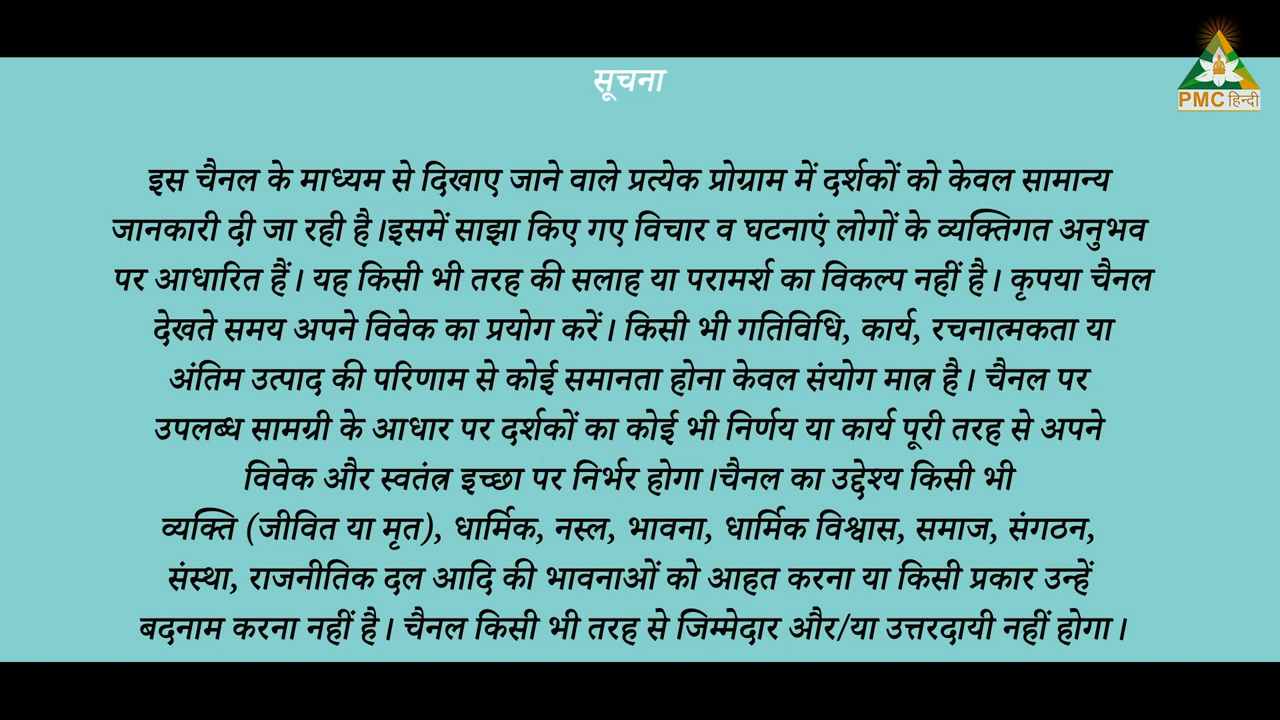 सूचना
PMC हिन्दी
इस चैनल के माध्यम से दिखाए जाने वाले प्रत्येक प्रोग्राम में दर्शकों को केवल सामान्य
जानकारी दी जा रही है ।इसमें साझा किए गए विचार व घटनाएं लोगों के व्यक्तिगत अनुभव
पर आधारित हैं । यह किसी भी तरह की सलाह या परामर्श का विकल्प नहीं है । कृपया चैनल
देखते समय अपने विवेक का प्रयोग करें । किसी भी गतिविधि, कार्य, रचनात्मकता या
अंतिम उत्पाद की परिणाम से कोई समानता होना केवल संयोग मात्र है । चैनल पर
उपलब्ध सामग्री के आधार पर दर्शकों का कोई भी निर्णय या कार्य पूरी तरह से अपने
विवेक और स्वतंत्र इच्छा पर निर्भर होगा ।चैनल का उद्देश्य किसी भी
व्यक्ति (जीवित या मृत), धार्मिक, नस्ल, भावना, धार्मिक विश्वास, समाज, संगठन,
संस्था, राजनीतिक दल आदि की भावनाओं को आहत करना या किसी प्रकार उन्हें
बदनाम करना नहीं है । चैनल किसी भी तरह से जिम्मेदार और/या उत्तरदायी नहीं होगा ।